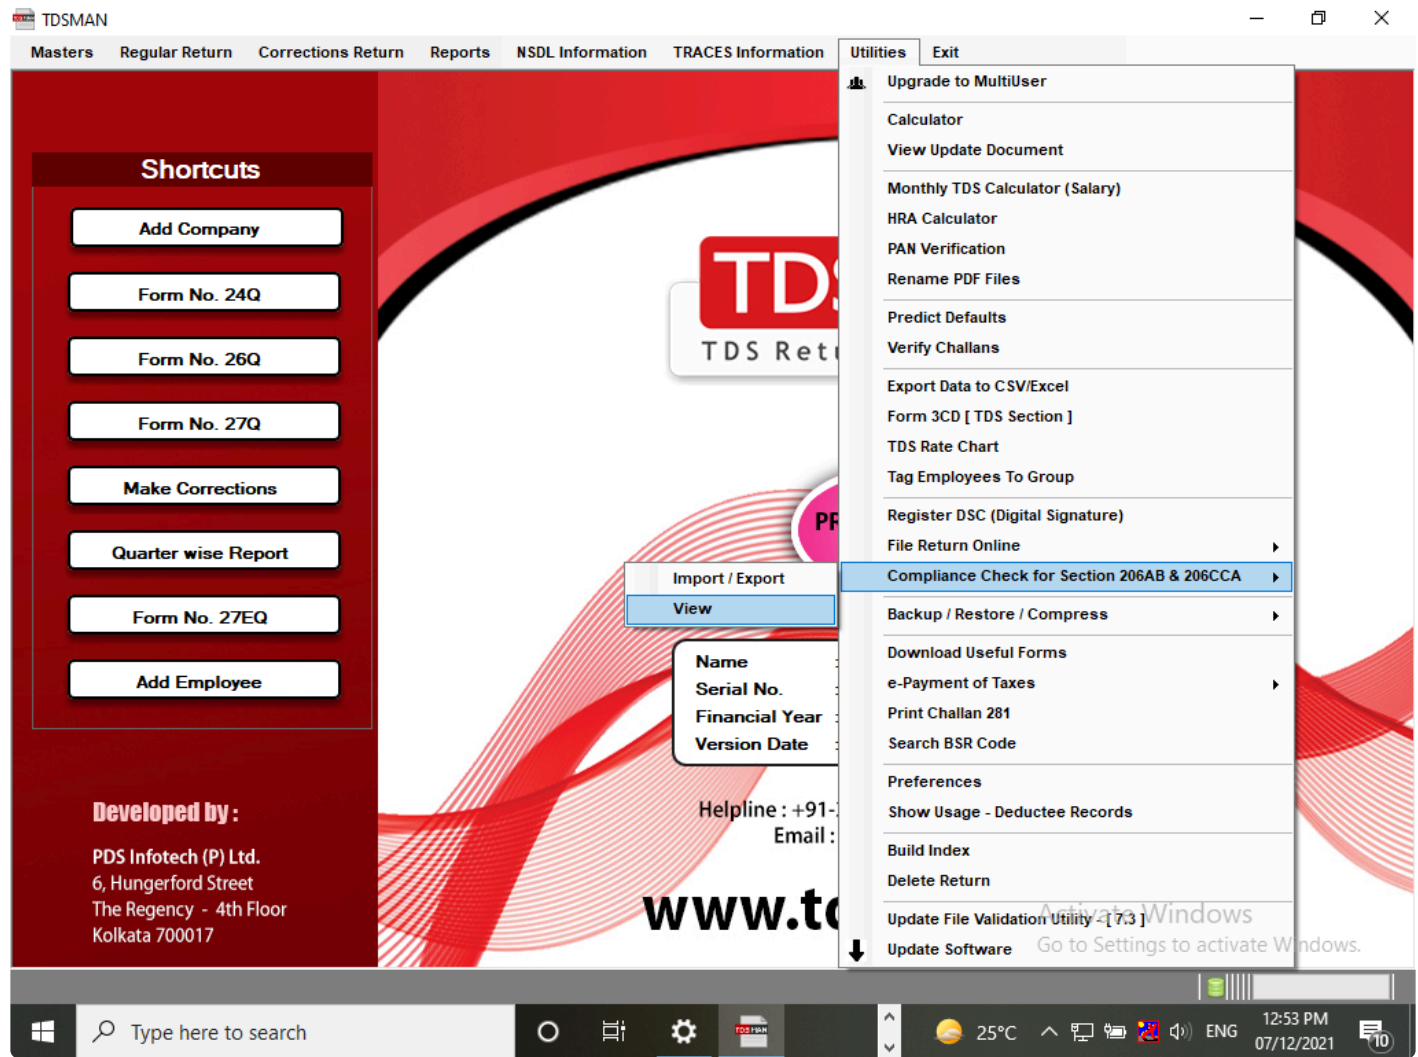 TDSMAN
Masters Regular Return Corrections Return Reports NSDL Information TRACES Information Utilities Exit
Shortcuts
Add Company
Form No. 24Q
Form No. 26Q
Form No. 27Q
Make Corrections
Quarter wise Report
Form No. 27EQ
Add Employee
Developed by :
PDS Infotech (P) Ltd.
6, Hungerford Street
The Regency - 4th Floor
Kolkata 700017
TDS
TDS Retu
PR
Import / Export
View
Name :
Serial No. :
Financial Year :
Version Date :
Helpline : +91-
Email :
www.td
Upgrade to MultiUser
Calculator
View Update Document
Monthly TDS Calculator (Salary)
HRA Calculator
PAN Verification
Rename PDF Files
Predict Defaults
Verify Challans
Export Data to CSV/Excel
Form 3CD [ TDS Section ]
TDS Rate Chart
Tag Employees To Group
Register DSC (Digital Signature)
File Return Online
Compliance Check for Section 206AB & 206CCA
Backup / Restore / Compress
Download Useful Forms
e-Payment of Taxes
Print Challan 281
Search BSR Code
Preferences
Show Usage - Deductee Records
Build Index
Delete Return
Update File Validation Utility - [ 7.3 ]
Update Software
Activate Windows
Go to Settings to activate Windows.
Type here to search
TDSMAN
25°C
ENG
12:53 PM
07/12/2021
10